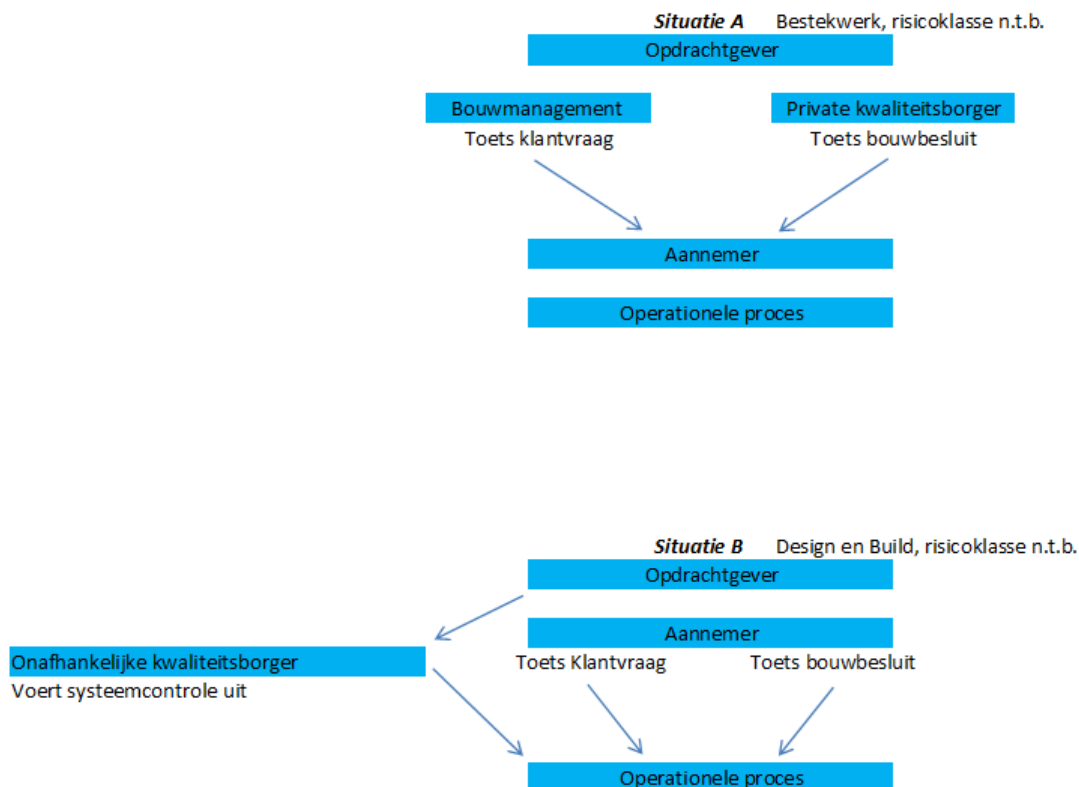 Situatie A Bestekwerk, risicoklasse n.t.b.
Opdrachtgever
Bouwmanagement Private kwaliteitsborger
Toets klantvraag Toets bouwbesluit
Aannemer
Operationele proces
Situatie B Design en Build, risicoklasse n.t.b.
Opdrachtgever
Aannemer
Onafhankelijke kwaliteitsborger Toets Klantvraag Toets bouwbesluit
Voert systeemcontrole uit
Operationele proces